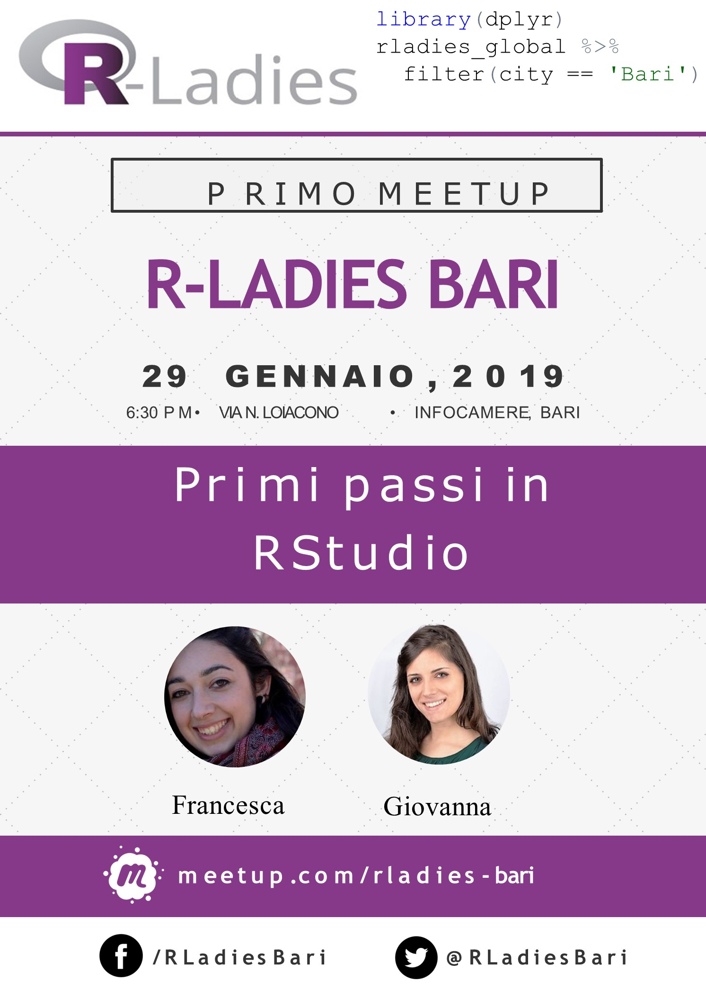 R-Ladies
library(dplyr)
rladies_global %>%
filter(city == 'Bari')
PRIMO MEETUP
R-LADIES BARI
29 GENNAIO, 2019
6:30 PM • VIA N. LOIACONO • INFOCAMERE, BARI
Primi passi in
RStudio
Francesca Giovanna
m meetup.com/rladies-bari
f /RLadiesBari @RLadiesBari